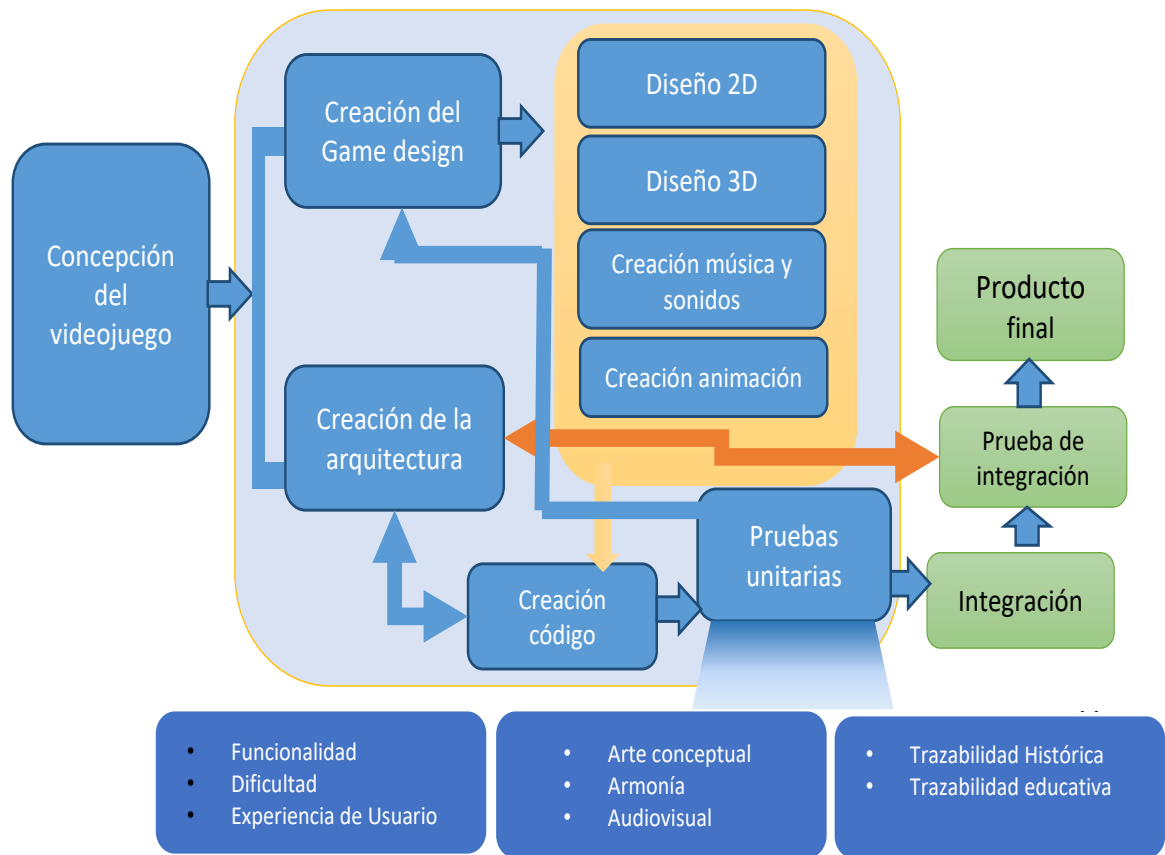 Concepción
del
videojuego
Creación del
Game design
Diseño 2D
Diseño 3D
Creación música y
sonidos
Creación animación
Creación de la
arquitectura
Creación
código
Pruebas
unitarias
Producto
final
Prueba de
integración
Integración
• Funcionalidad
• Dificultad
• Experiencia de Usuario
• Arte conceptual
• Armonía
• Audiovisual
• Trazabilidad Histórica
• Trazabilidad educativa